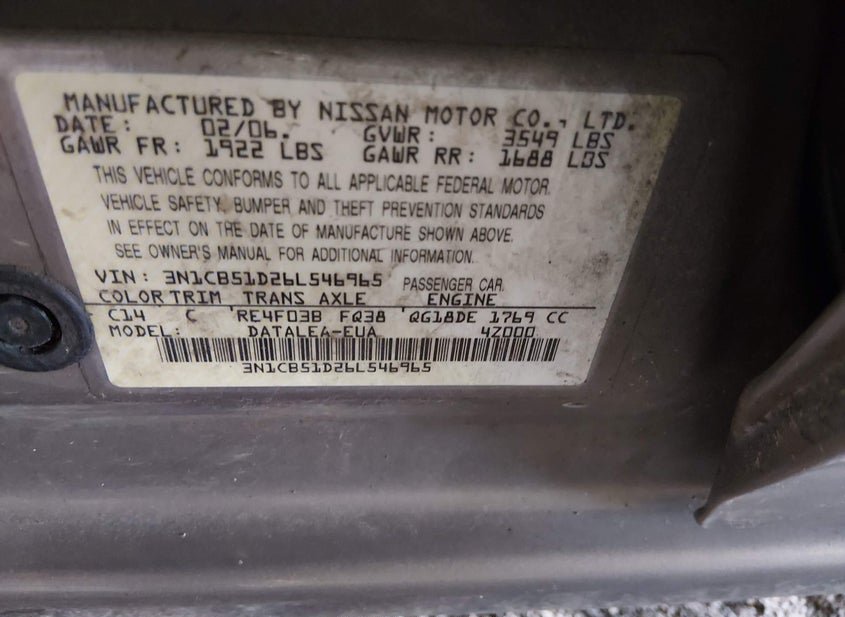 MANUFACTURED BY NISSAN MOTOR CO., LTD.
DATE: 02/06. GVWR: 3549 LBS
GAWR FR: 1922 LBS GAWR RR: 1688 LBS
THIS VEHICLE CONFORMS TO ALL APPLICABLE FEDERAL MOTOR
VEHICLE SAFETY, BUMPER AND THEFT PREVENTION STANDARDS
IN EFFECT ON THE DATE OF MANUFACTURE SHOWN ABOVE.
SEE OWNER'S MANUAL FOR ADDITIONAL INFORMATION.
VIN: 3N1CB51D26L546965 PASSENGER CAR
COLOR TRIM TRANS AXLE ENGINE
C14 C RE4F03B FQ38 QG18DE 1769 CC
MODEL: DATALEA-EUA 4Z000
3N1CB51D26L546965